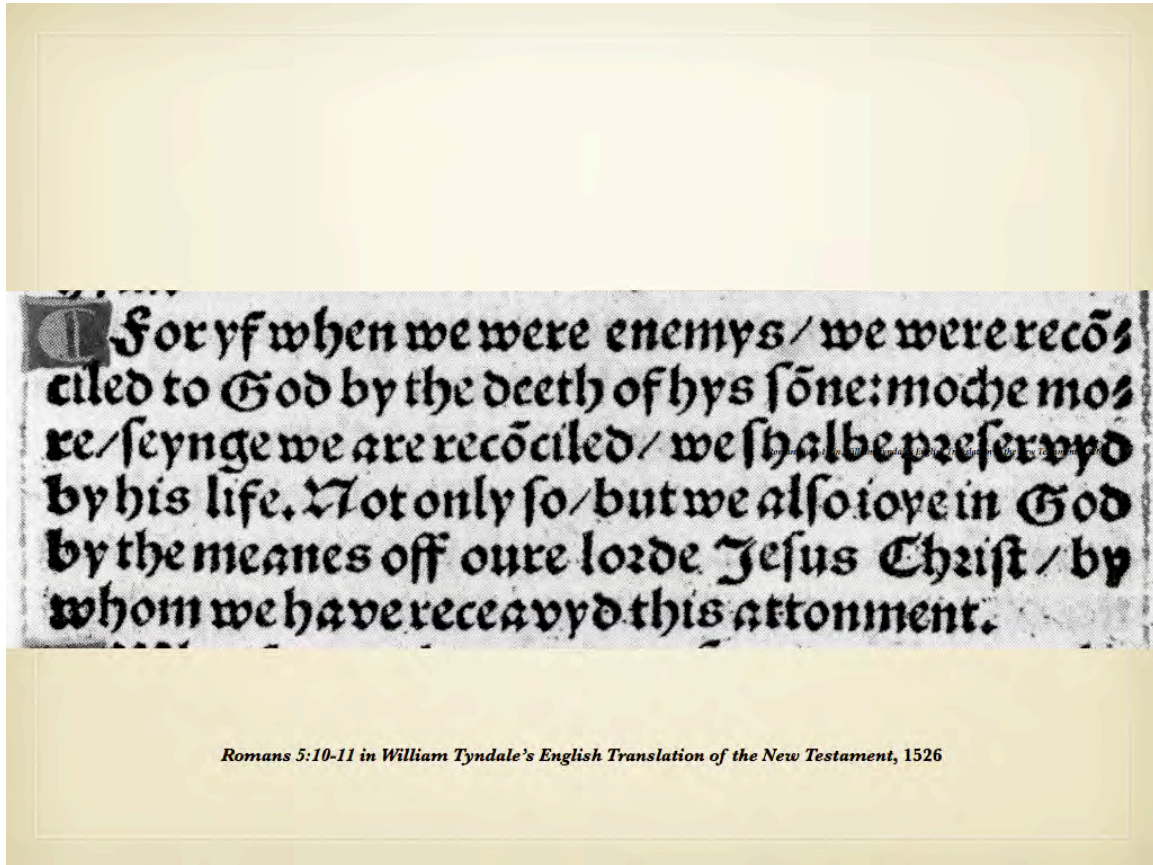 For yf when we were enemys/ we were recõ⸗
ciled to God by the deeth of hys sõne: moche mo⸗
re/ seynge we are recõciled/ we shalbe preservyd
by his life. Not only so/ but we also ioye in God
by the meanes off oure lorde Jesus Christ/ by
whom we have receavyd this attonment.
Romans 5:10-11 in William Tyndale’s English Translation of the New Testament, 1526